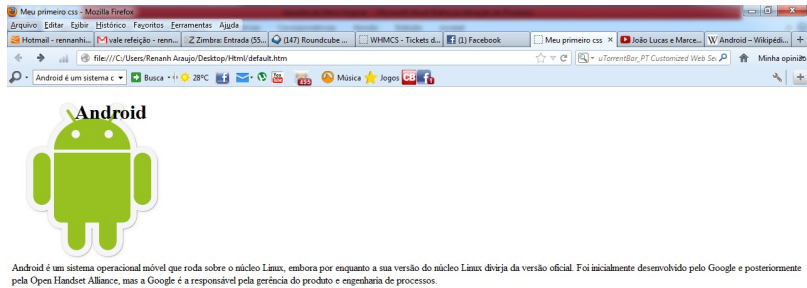 Meu primeiro css - Mozilla Firefox
Arquivo Editar Exibir Histórico Favoritos Ferramentas Ajuda
Hotmail - rennanhi... vale refeição - renn... Zimbra: Entrada (55... (147) Roundcube ... WHMCS - Tickets d... (1) Facebook Meu primeiro css João Lucas e Marce... Android – Wikipédi...
file:///C:/Users/Renanh Araujo/Desktop/Html/default.htm uTorrentBar_PT Customized Web Se Minha opinião
Android é um sistema c Busca 28°C Música Jogos CB
Android
Android é um sistema operacional móvel que roda sobre o núcleo Linux, embora por enquanto a sua versão do núcleo Linux divirja da versão oficial. Foi inicialmente desenvolvido pelo Google e posteriormente
pela Open Handset Alliance, mas a Google é a responsável pela gerência do produto e engenharia de processos.